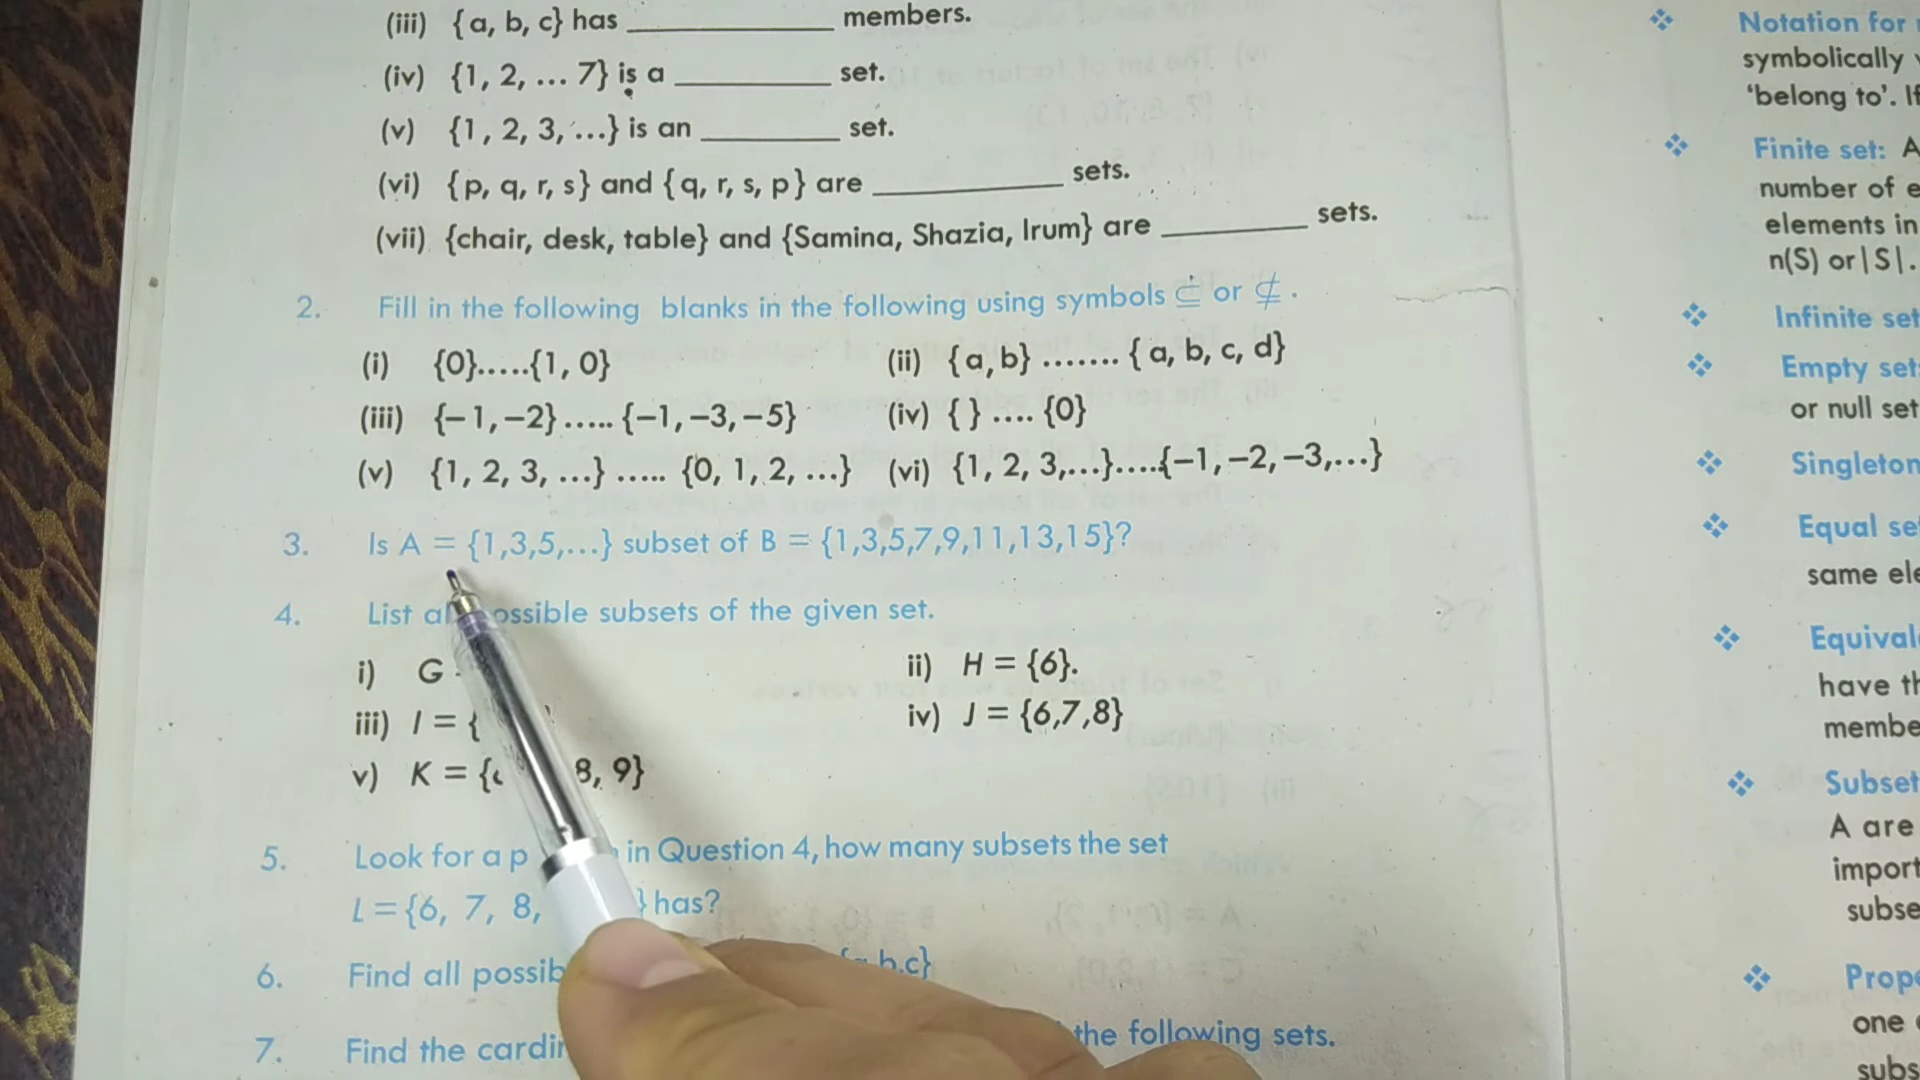 (iii) {a, b, c} has __________ members.
(iv) {1, 2, ... 7} is a __________ set.
(v) {1, 2, 3, ...} is an __________ set.
(vi) {p, q, r, s} and {q, r, s, p} are __________ sets.
(vii) {chair, desk, table} and {Samina, Shazia, Irum} are __________ sets.
2. Fill in the following blanks in the following using symbols ⊆ or ⊈.
(i) {0}.....{1, 0} (ii) {a,b} ....... { a, b, c, d}
(iii) {−1,−2}..... {−1,−3,−5} (iv) { } .... {0}
(v) {1, 2, 3, ...} ..... {0, 1, 2, ...} (vi) {1, 2, 3,...}....{−1,−2,−3,...}
3. Is A = {1,3,5,...} subset of B = {1,3,5,7,9,11,13,15}?
4. List subsets of the given set.
i) G ii) H = {6}.
iii) I = { iv) J = {6,7,8}
v) K = { 8, 9}
5. Look for a in Question 4, how many subsets the set
L = {6, 7, 8, } has?
6. Find all b,c}
7. Find the the following sets.
Notation for
symbolically
'belong to'. If
Finite set: A
number of e
elements in
n(S) or |S|.
Infinite set
Empty set
or null set
Singleton
Equal se
same ele
Equival
have th
membe
Subset
A are
import
subse
Prope
one
subs